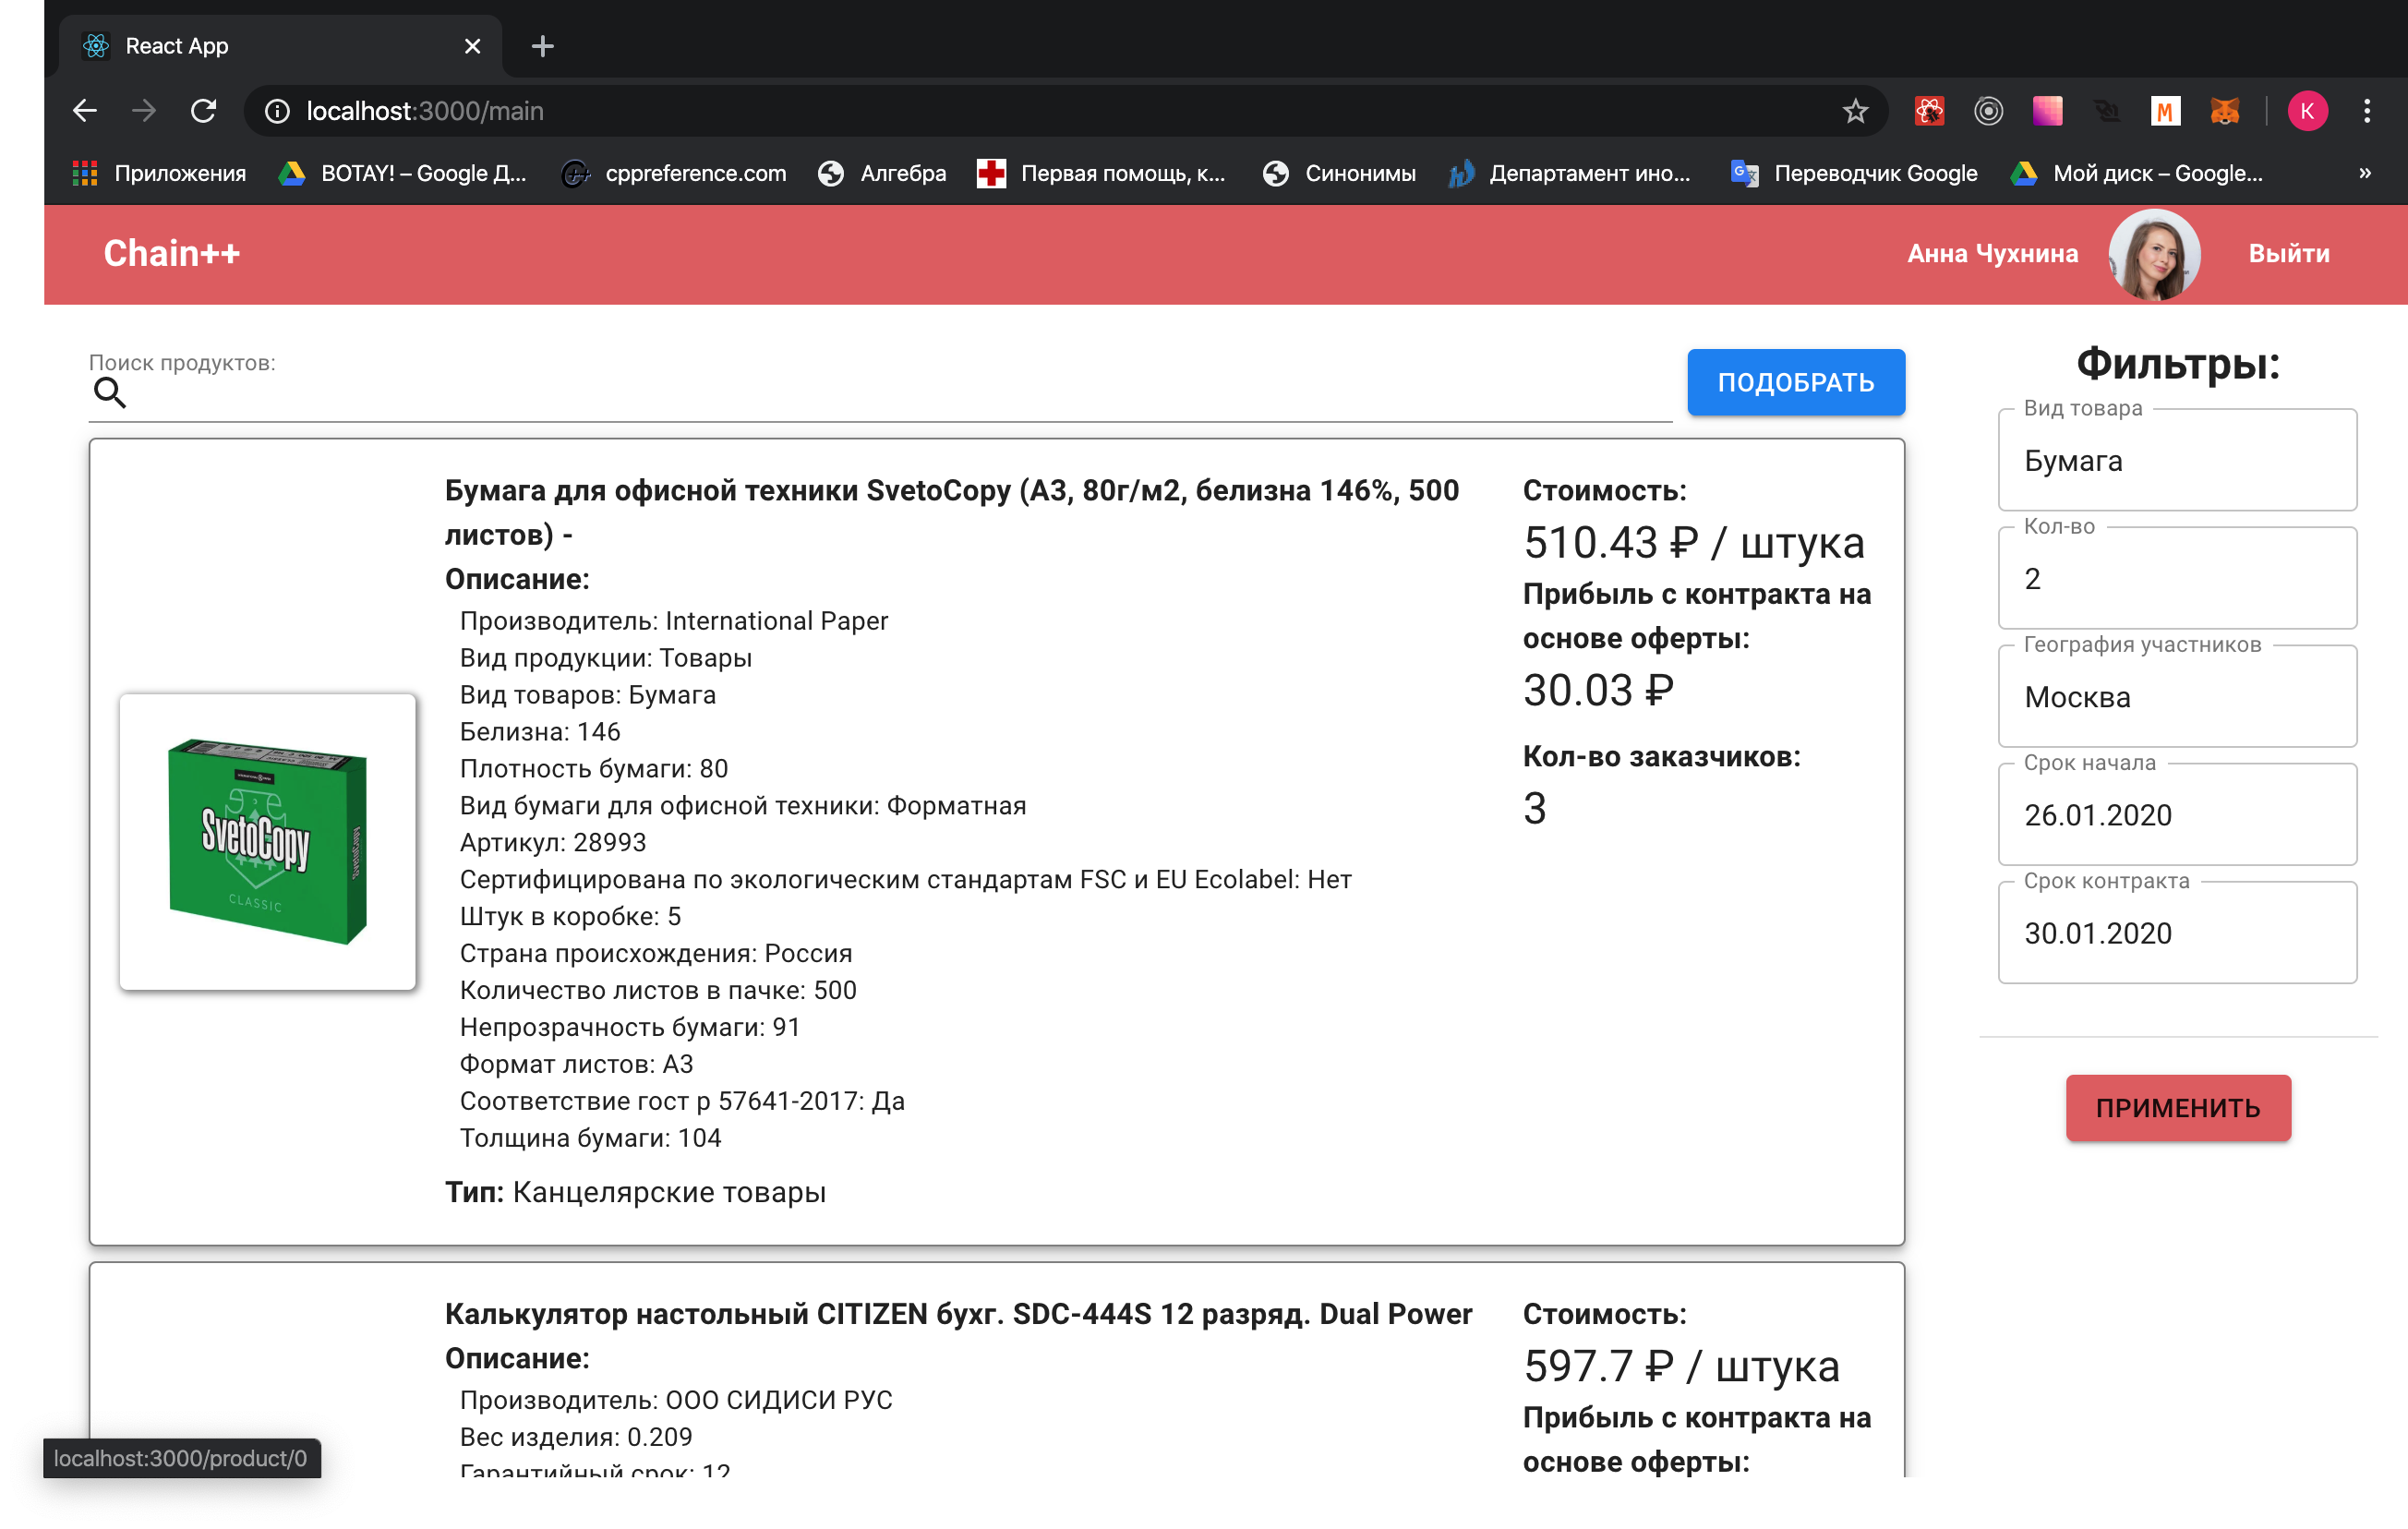 React App
localhost:3000/main
K
Приложения
BOTAY! – Google Д...
cppreference.com
Алгебра
Первая помощь, к...
Синонимы
Департамент ино...
Переводчик Google
Мой диск – Google...
»
Chain++
Анна Чухнина
Выйти
Поиск продуктов:
ПОДОБРАТЬ
Бумага для офисной техники SvetoCopy (А3, 80г/м2, белизна 146%, 500
листов) -
Описание:
Производитель: International Paper
Вид продукции: Товары
Вид товаров: Бумага
Белизна: 146
Плотность бумаги: 80
Вид бумаги для офисной техники: Форматная
Артикул: 28993
Сертифицирована по экологическим стандартам FSC и EU Ecolabel: Нет
Штук в коробке: 5
Страна происхождения: Россия
Количество листов в пачке: 500
Непрозрачность бумаги: 91
Формат листов: А3
Соответствие гост р 57641-2017: Да
Толщина бумаги: 104
Тип: Канцелярские товары
SvetoCopy
CLASSIC
Стоимость:
510.43 ₽ / штука
Прибыль с контракта на
основе оферты:
30.03 ₽
Кол-во заказчиков:
3
Калькулятор настольный CITIZEN бухг. SDC-444S 12 разряд. Dual Power
Описание:
Производитель: ООО СИДИСИ РУС
Вес изделия: 0.209
Гарантийный срок: 12
Стоимость:
597.7 ₽ / штука
Прибыль с контракта на
основе оферты:
Фильтры:
Вид товара
Бумага
Кол-во
2
География участников
Москва
Срок начала
26.01.2020
Срок контракта
30.01.2020
ПРИМЕНИТЬ
localhost:3000/product/0